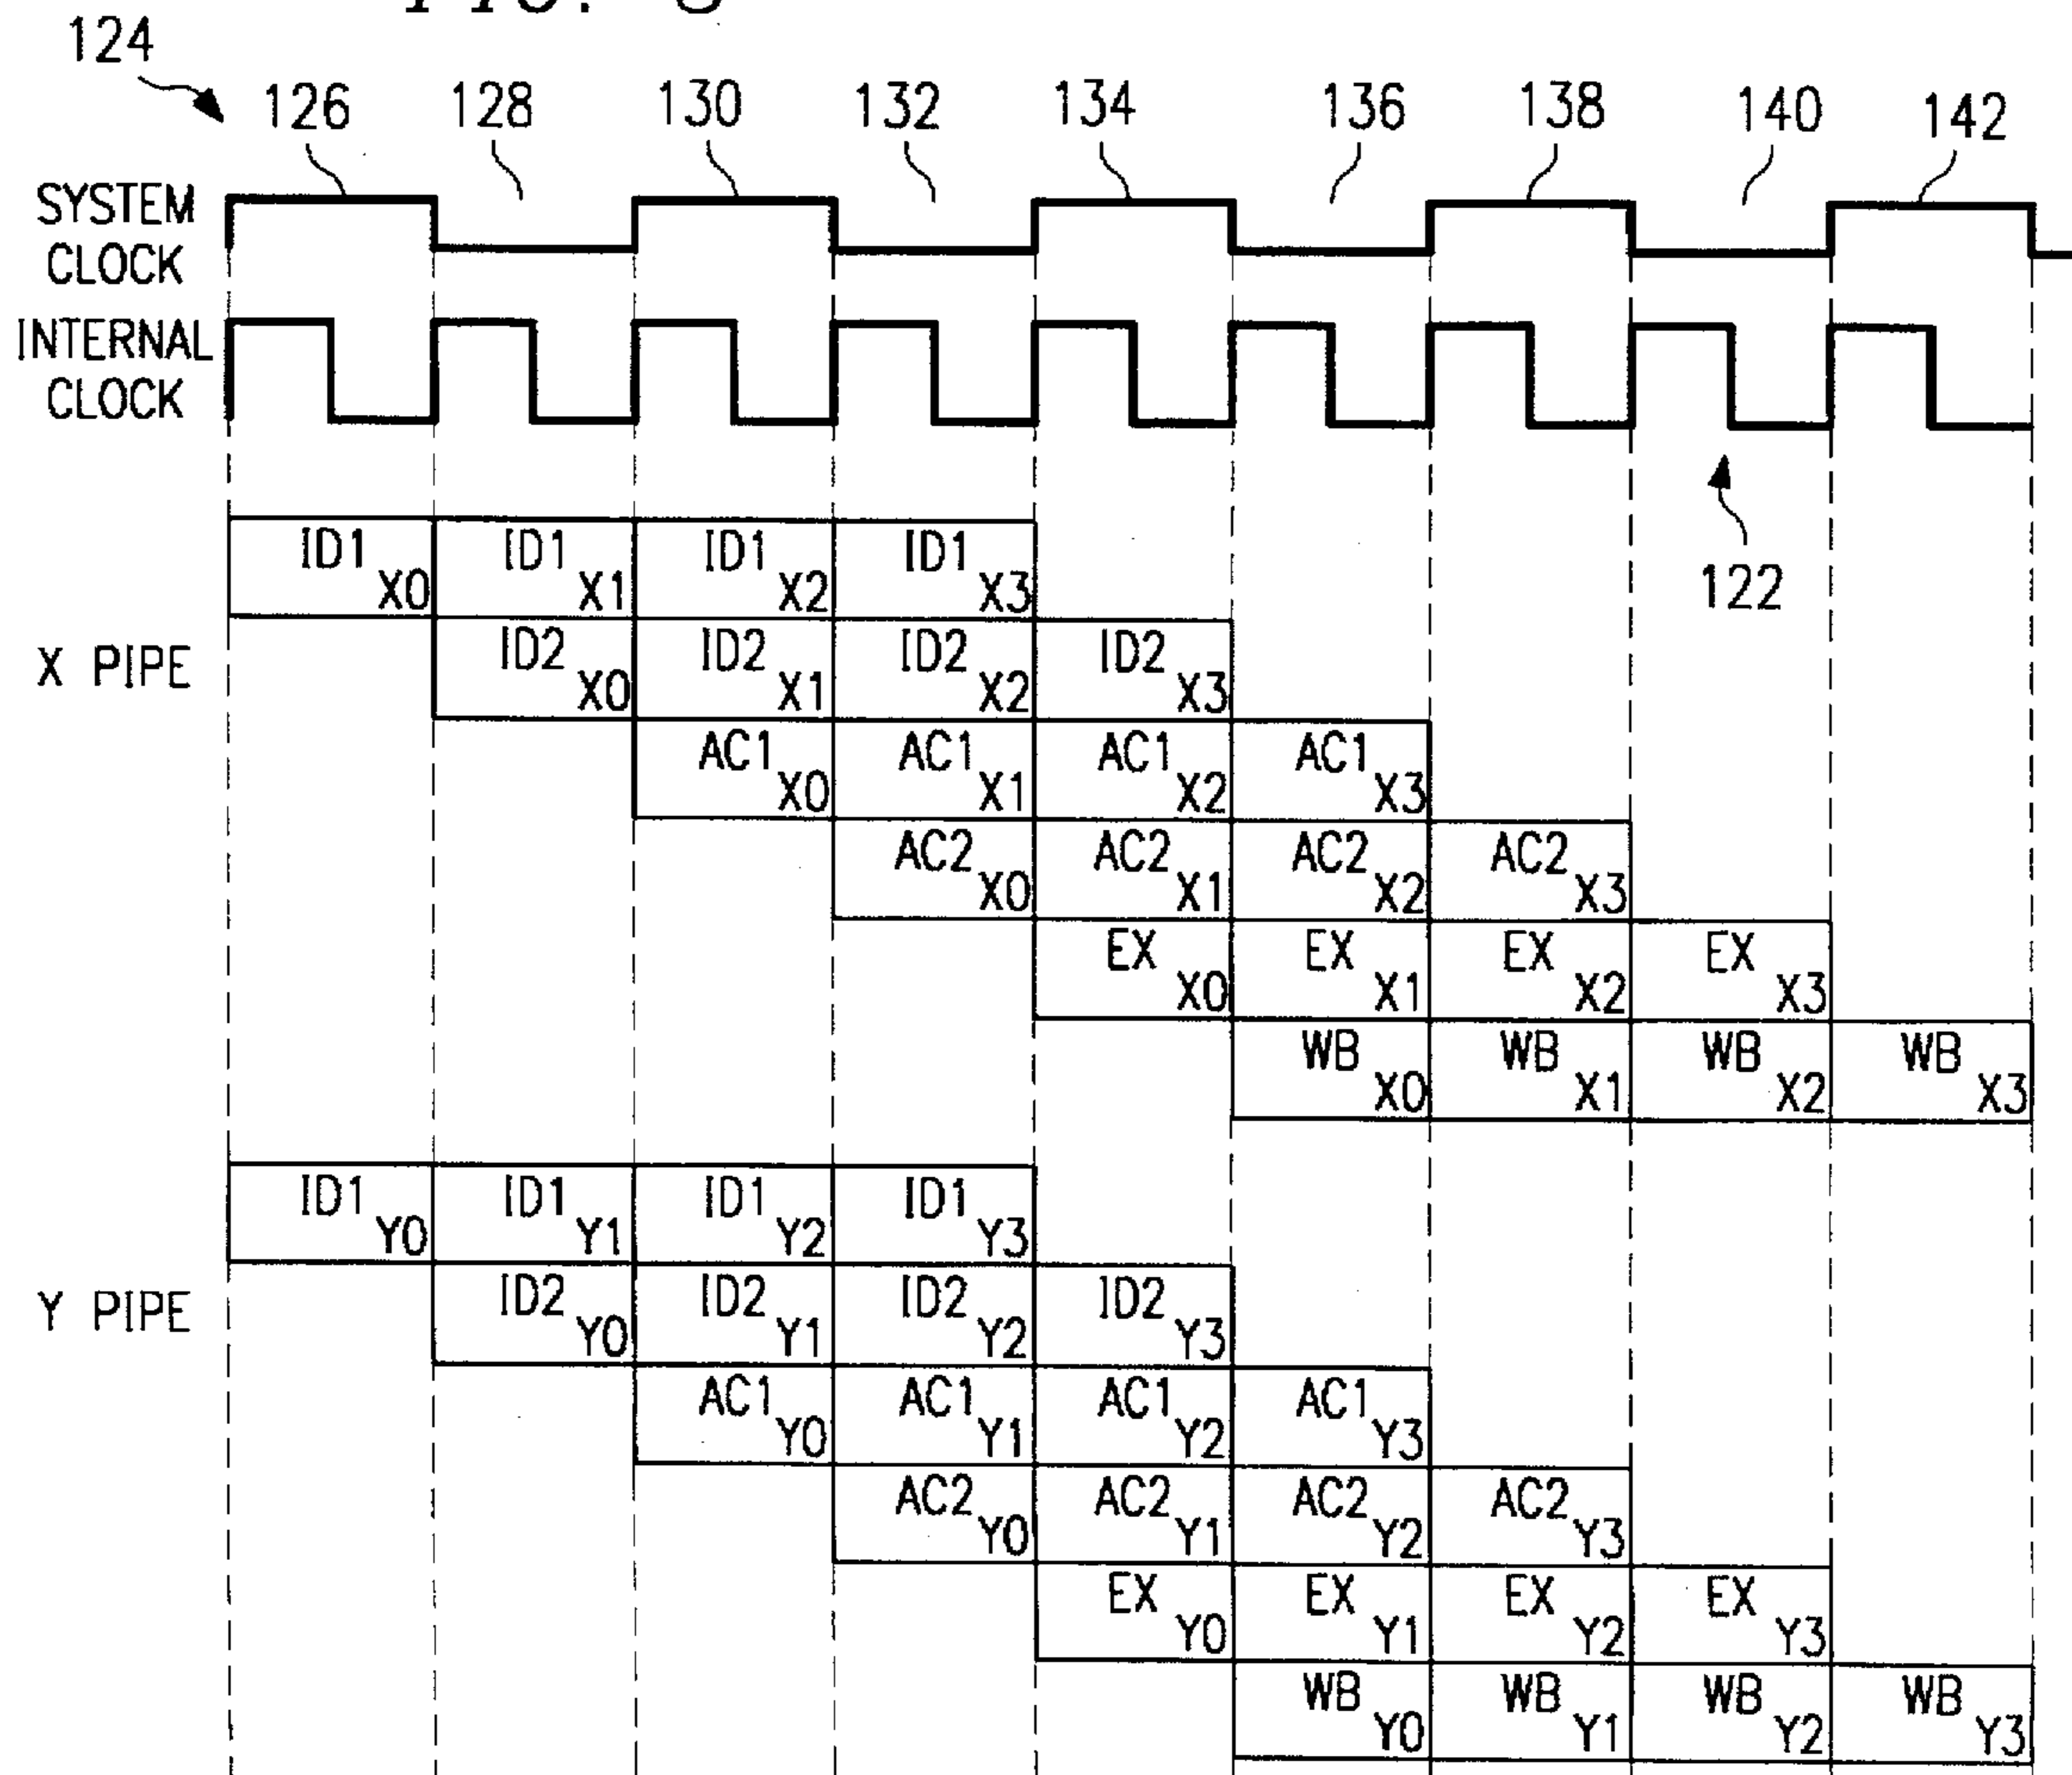 124
126 128 130 132 134 136 138 140 142
SYSTEM
CLOCK
INTERNAL
CLOCK
122
X PIPE
ID1 X0 ID1 X1 ID1 X2 ID1 X3
ID2 X0 ID2 X1 ID2 X2 ID2 X3
AC1 X0 AC1 X1 AC1 X2 AC1 X3
AC2 X0 AC2 X1 AC2 X2 AC2 X3
EX X0 EX X1 EX X2 EX X3
WB X0 WB X1 WB X2 WB X3
Y PIPE
ID1 Y0 ID1 Y1 ID1 Y2 ID1 Y3
ID2 Y0 ID2 Y1 ID2 Y2 ID2 Y3
AC1 Y0 AC1 Y1 AC1 Y2 AC1 Y3
AC2 Y0 AC2 Y1 AC2 Y2 AC2 Y3
EX Y0 EX Y1 EX Y2 EX Y3
WB Y0 WB Y1 WB Y2 WB Y3